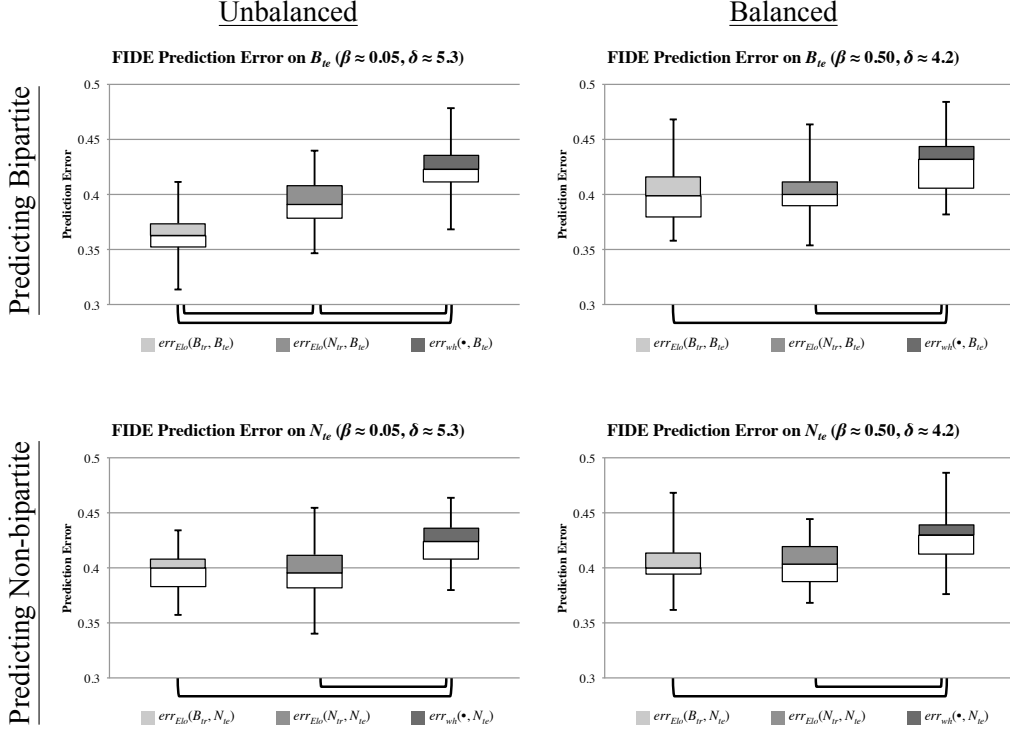 Unbalanced
Balanced
Predicting Bipartite
FIDE Prediction Error on B_te (β ≈ 0.05, δ ≈ 5.3)
Prediction Error
0.5
0.45
0.4
0.35
0.3
err_Elo(B_tr, B_te) err_Elo(N_tr, B_te) err_wh(•, B_te)
FIDE Prediction Error on B_te (β ≈ 0.50, δ ≈ 4.2)
Prediction Error
0.5
0.45
0.4
0.35
0.3
err_Elo(B_tr, B_te) err_Elo(N_tr, B_te) err_wh(•, B_te)
Predicting Non-bipartite
FIDE Prediction Error on N_te (β ≈ 0.05, δ ≈ 5.3)
Prediction Error
0.5
0.45
0.4
0.35
0.3
err_Elo(B_tr, N_te) err_Elo(N_tr, N_te) err_wh(•, N_te)
FIDE Prediction Error on N_te (β ≈ 0.50, δ ≈ 4.2)
Prediction Error
0.5
0.45
0.4
0.35
0.3
err_Elo(B_tr, N_te) err_Elo(N_tr, N_te) err_wh(•, N_te)